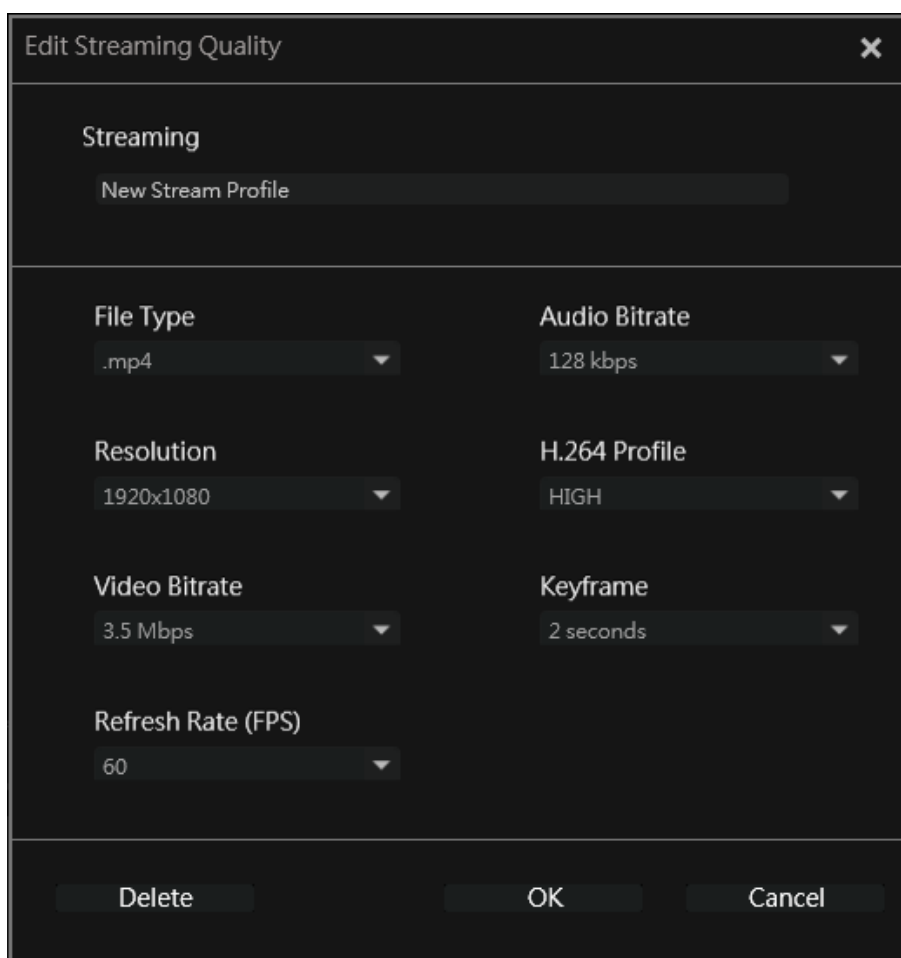 Edit Streaming Quality
Streaming
New Stream Profile
File Type
.mp4
Audio Bitrate
128 kbps
Resolution
1920x1080
H.264 Profile
HIGH
Video Bitrate
3.5 Mbps
Keyframe
2 seconds
Refresh Rate (FPS)
60
Delete
OK
Cancel